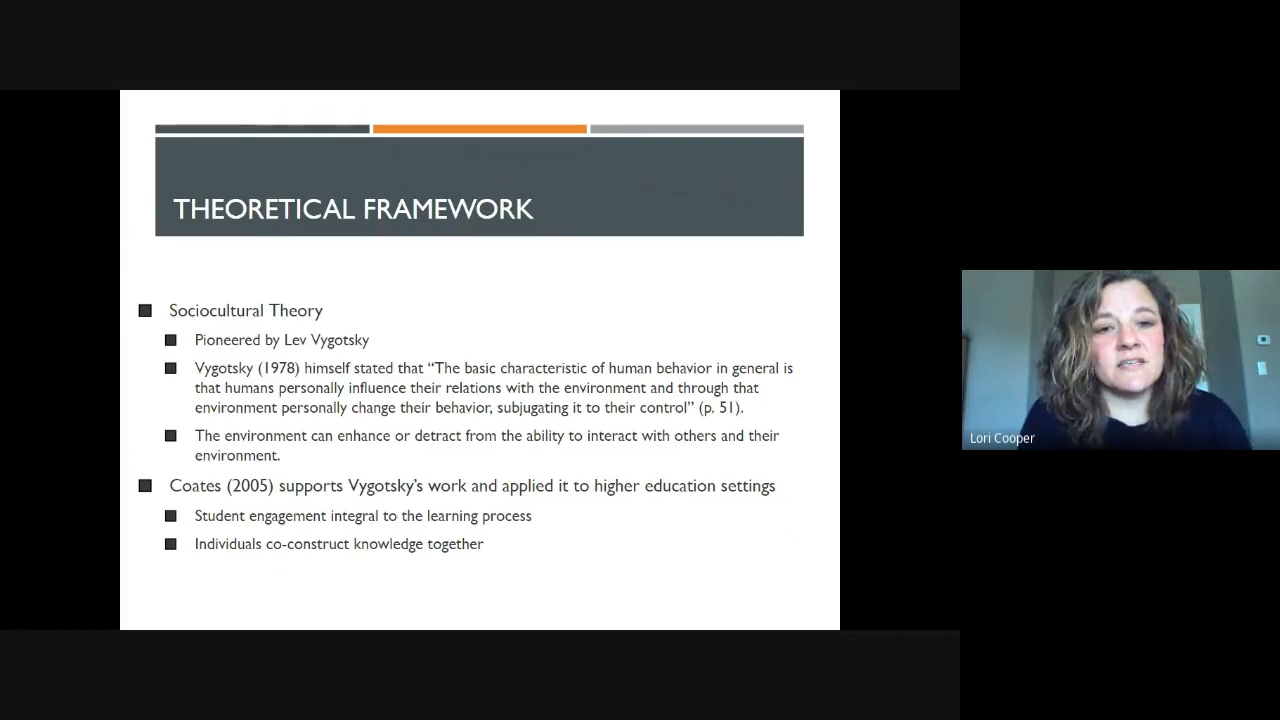 THEORETICAL FRAMEWORK
Sociocultural Theory
Pioneered by Lev Vygotsky
Vygotsky (1978) himself stated that “The basic characteristic of human behavior in general is
that humans personally influence their relations with the environment and through that
environment personally change their behavior, subjugating it to their control” (p. 51).
The environment can enhance or detract from the ability to interact with others and their
environment.
Coates (2005) supports Vygotsky’s work and applied it to higher education settings
Student engagement integral to the learning process
Individuals co-construct knowledge together
Lori Cooper